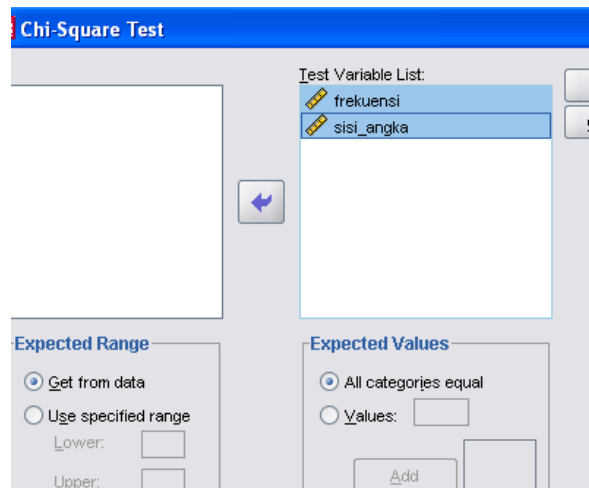 Chi-Square Test
Test Variable List:
frekuensi
sisi_angka
Expected Range
Get from data
Use specified range
Lower:
Upper:
Expected Values
All categories equal
Values:
Add